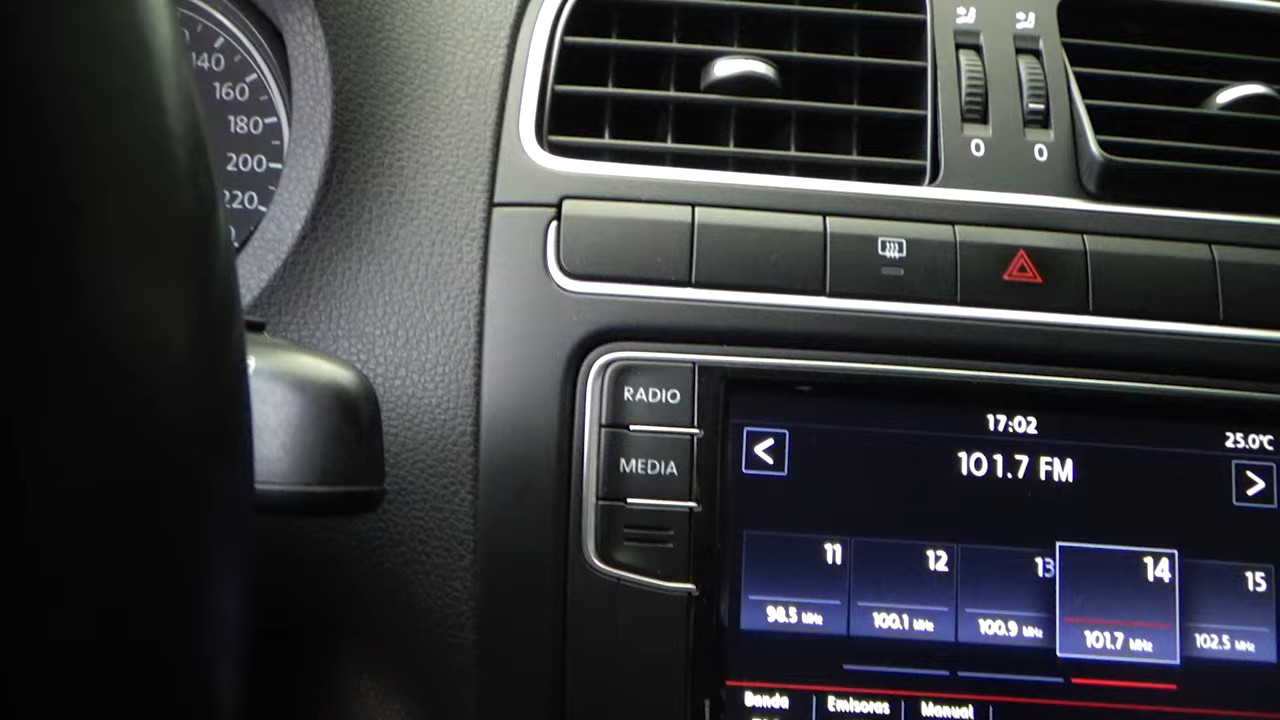 140
160
180
200
220
0
0
RADIO
MEDIA
17:02
25.0°C
<
101.7 FM
>
11
12
13
14
15
98.5 MHz
100.1 MHz
100.9 MHz
101.7 MHz
102.5 MHz
Banda
Emisoras
Manual